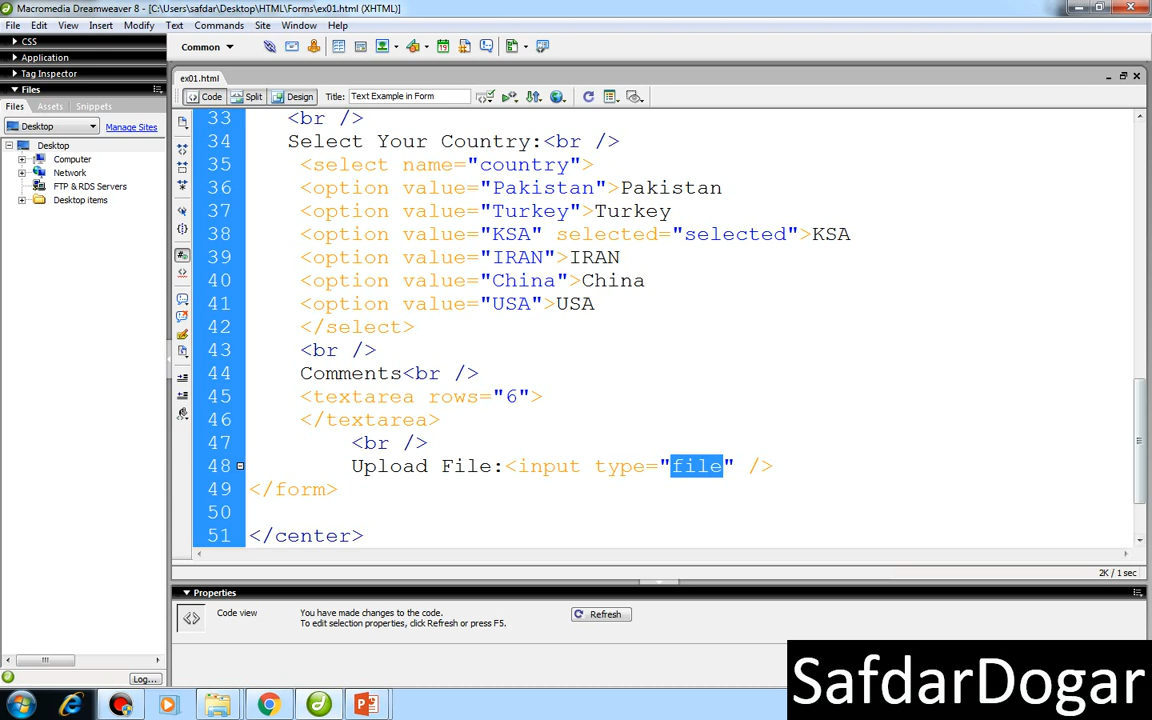 Macromedia Dreamweaver 8 - [C:\Users\safdar\Desktop\HTML\Forms\ex01.html (XHTML)]
File Edit View Insert Modify Text Commands Site Window Help
CSS
Application
Tag Inspector
Files
Files Assets Snippets
Desktop Manage Sites
Desktop
Computer
Network
FTP & RDS Servers
Desktop items
Log...
Common
ex01.html
Code Split Design Title: Text Example in Form
33 <br />
34 Select Your Country:<br />
35 <select name="country">
36 <option value="Pakistan">Pakistan
37 <option value="Turkey">Turkey
38 <option value="KSA" selected="selected">KSA
39 <option value="IRAN">IRAN
40 <option value="China">China
41 <option value="USA">USA
42 </select>
43 <br />
44 Comments<br />
45 <textarea rows="6">
46 </textarea>
47 <br />
48 Upload File:<input type="file" />
49 </form>
50
51 </center>
2K / 1 sec
Properties
Code view You have made changes to the code.
To edit selection properties, click Refresh or press F5.
Refresh
SafdarDogar